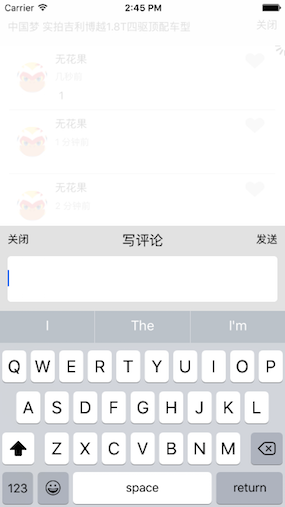 Carrier 2:45 PM
中国梦 实拍吉利博越1.8T四驱顶配车型 关闭
无花果
几秒前
1
无花果
1 分钟前
无花果
2 分钟前
关闭 写评论 发送
I The I'm
Q W E R T Y U I O P
A S D F G H J K L
Z X C V B N M
123 space return